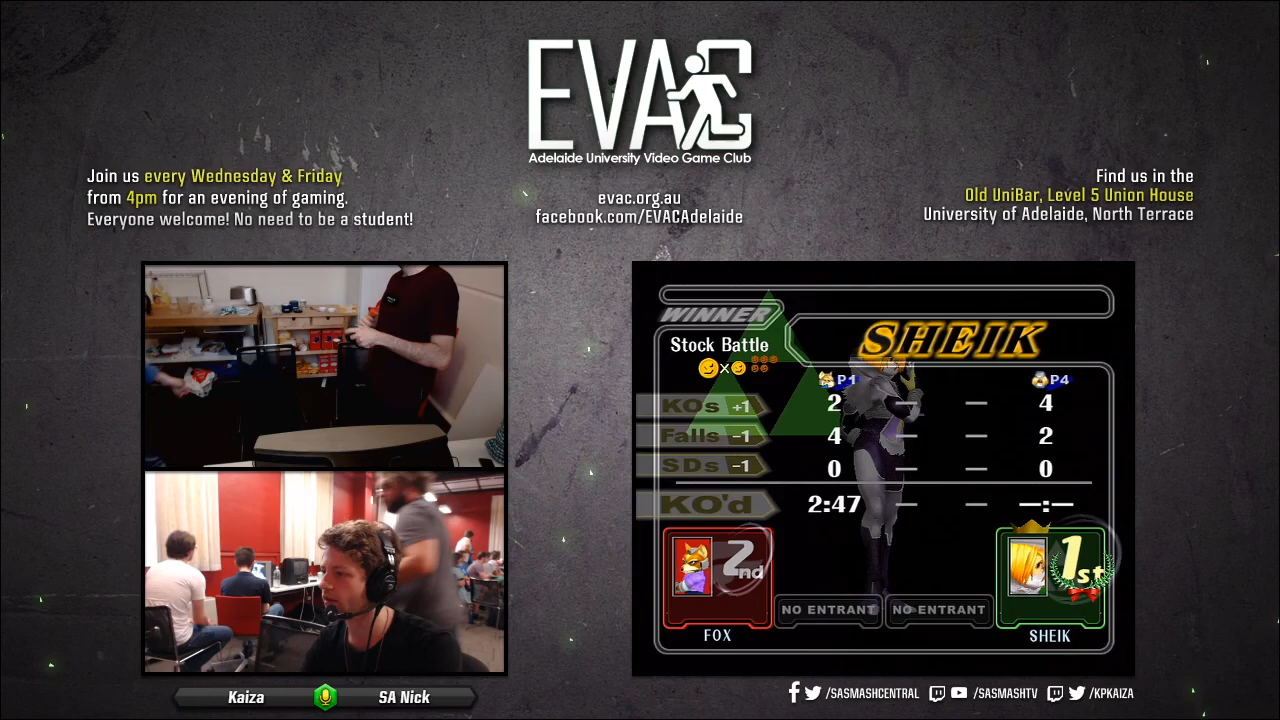 EVAC
Adelaide University Video Game Club
Join us every Wednesday & Friday
from 4pm for an evening of gaming.
Everyone welcome! No need to be a student!
evac.org.au
facebook.com/EVACAdelaide
Find us in the
Old UniBar, Level 5 Union House
University of Adelaide, North Terrace
WINNER
SHEIK
Stock Battle
X
P1 P4
KOs +1 2 — — 4
Falls -1 4 — — 2
SDs -1 0 — — 0
KO'd 2:47 — — —:—
2nd
1st
NO ENTRANT NO ENTRANT
FOX SHEIK
Kaiza SA Nick
/SASMASHCENTRAL /SASMASHTV /KPKAIZA